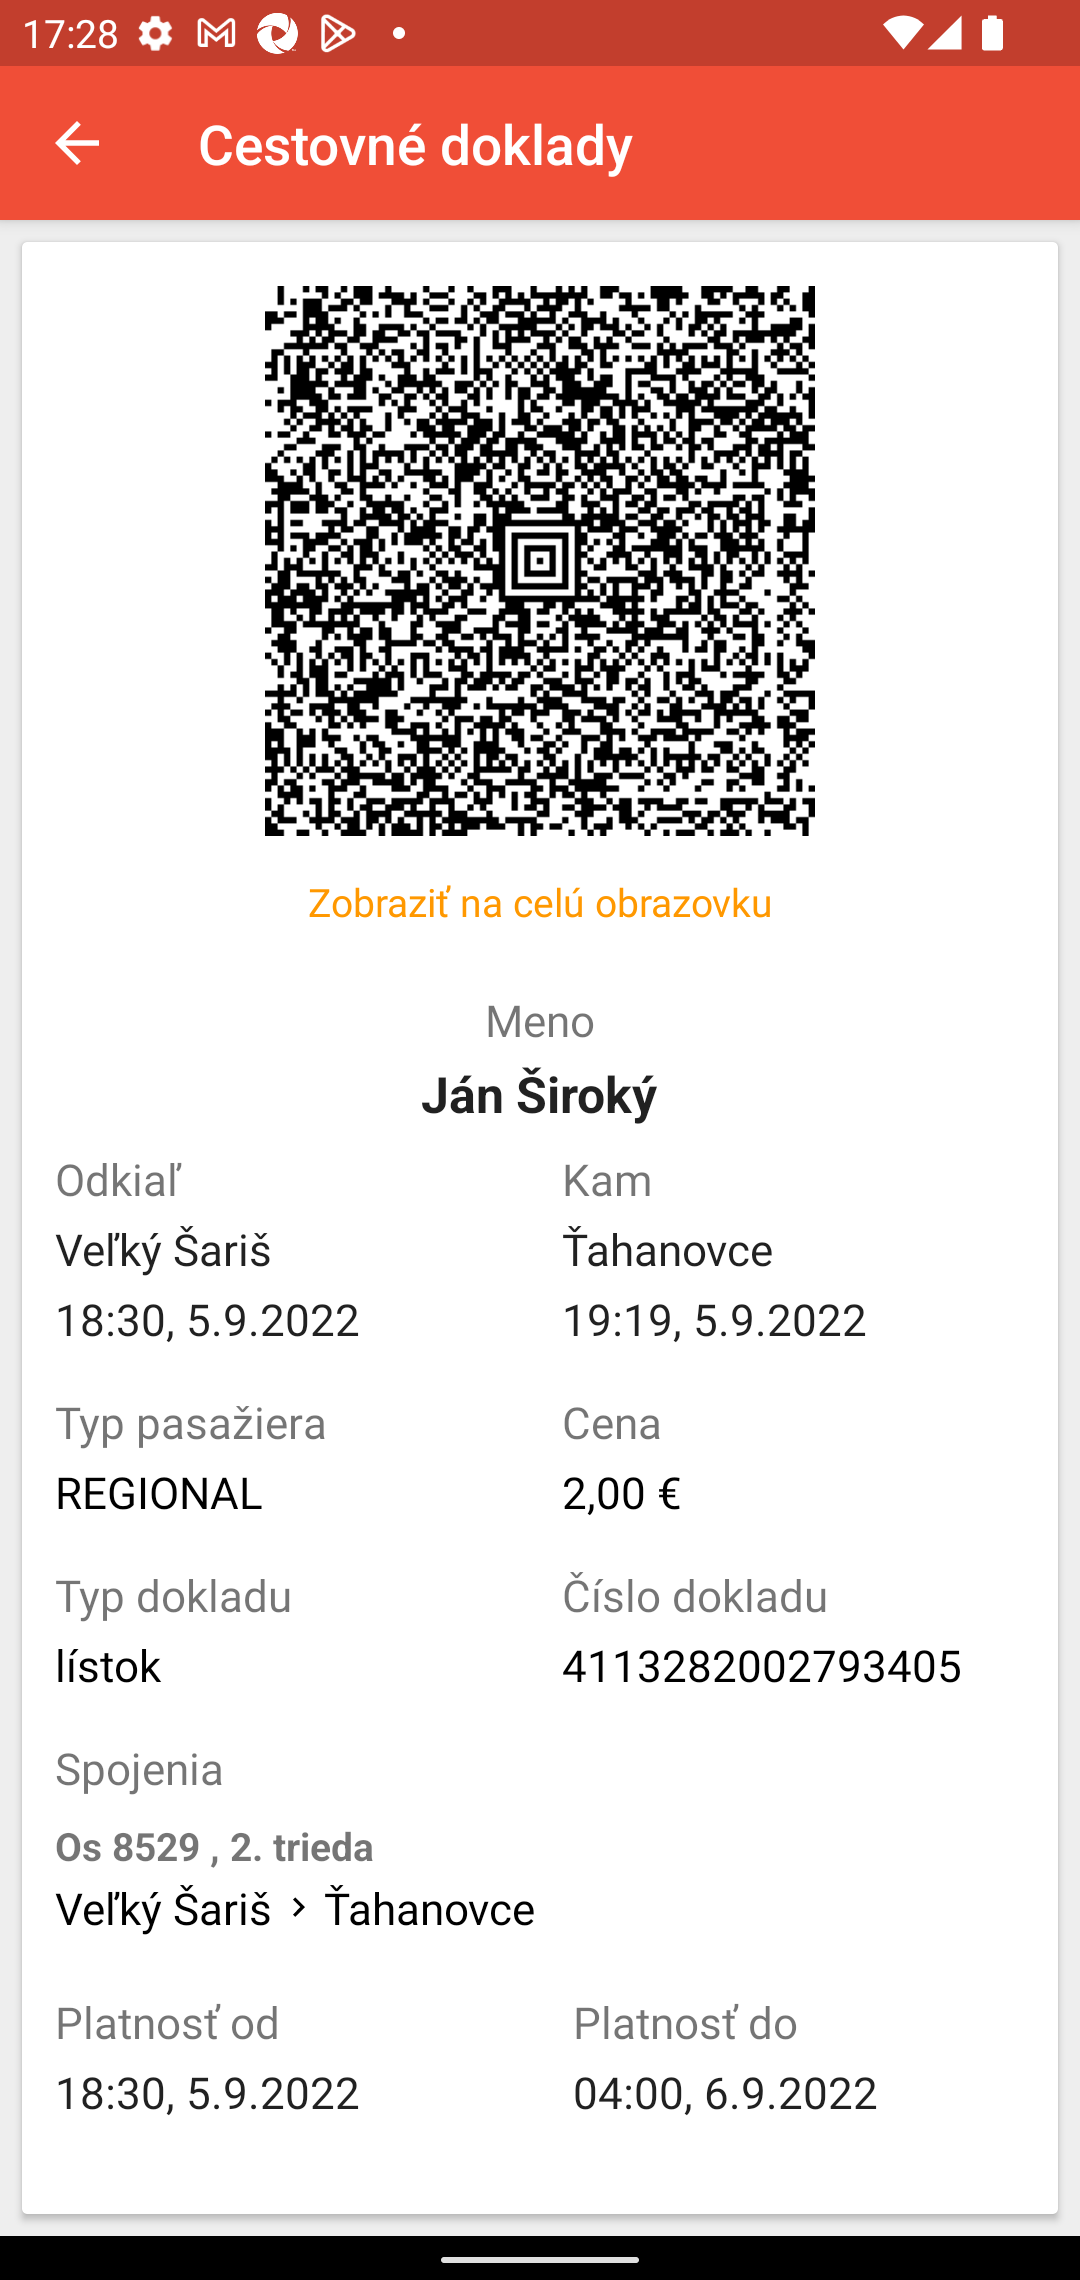 17:28
Cestovné doklady
Zobraziť na celú obrazovku
Meno
Ján Široký
Odkiaľ
Kam
Veľký Šariš
Ťahanovce
18:30, 5.9.2022
19:19, 5.9.2022
Typ pasažiera
Cena
REGIONAL
2,00 €
Typ dokladu
Číslo dokladu
lístok
4113282002793405
Spojenia
Os 8529 , 2. trieda
Veľký Šariš > Ťahanovce
Platnosť od
Platnosť do
18:30, 5.9.2022
04:00, 6.9.2022